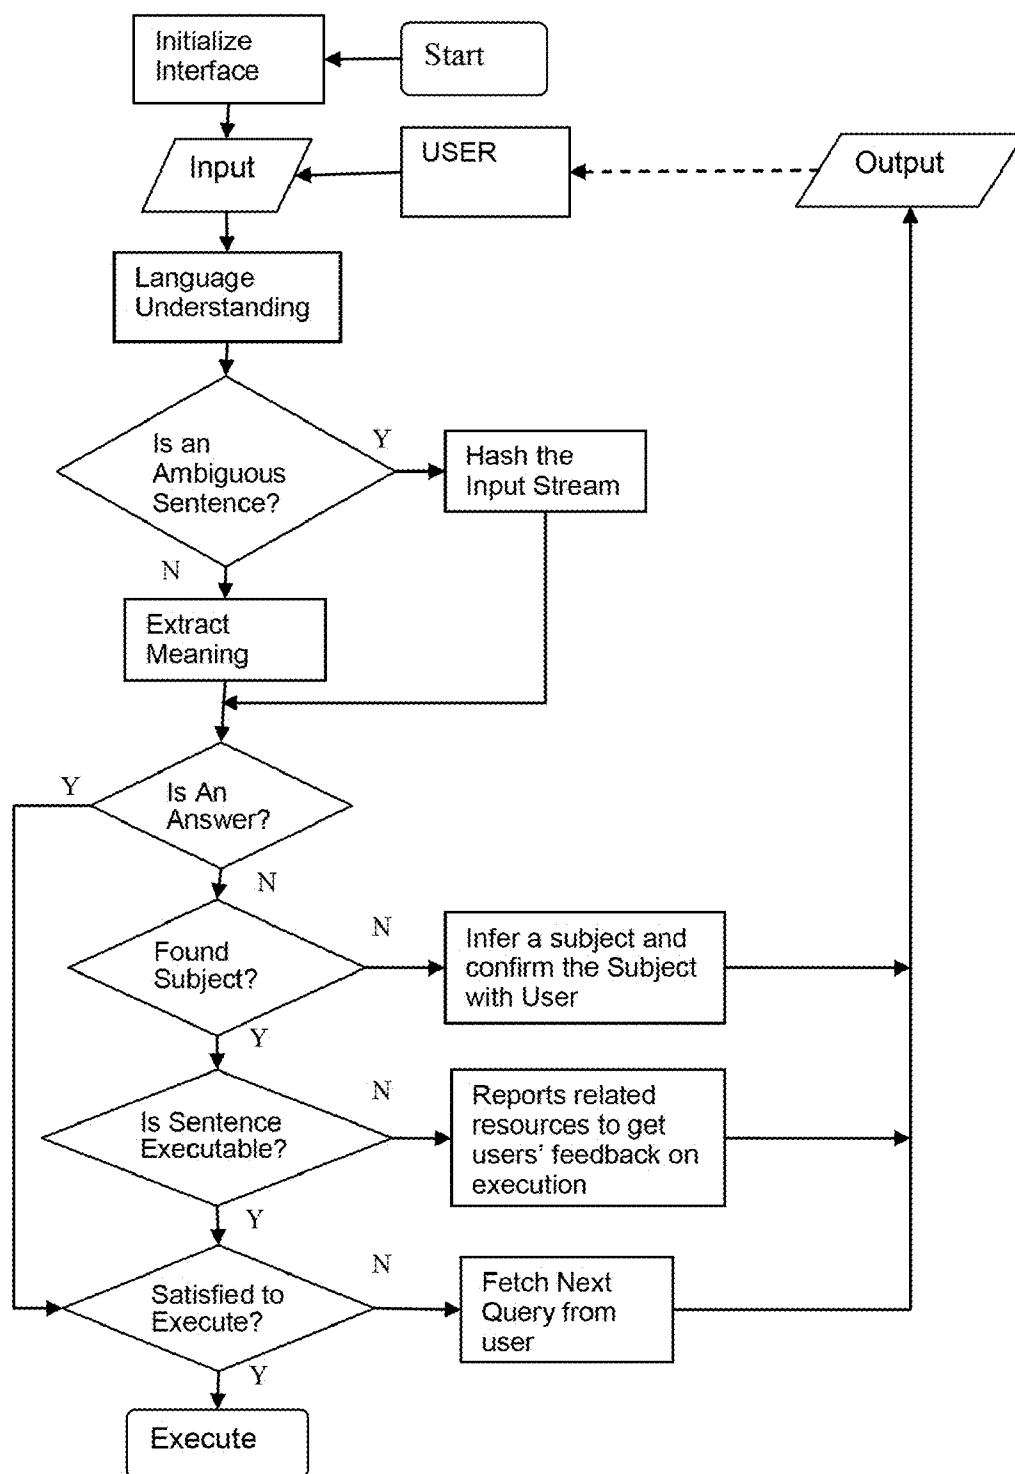 Initialize
Interface
Start
Input
USER
Output
Language
Understanding
Is an
Ambiguous
Sentence?
Y
Hash the
Input Stream
N
Extract
Meaning
Y
Is An
Answer?
N
Found
Subject?
N
Infer a subject and
confirm the Subject
with User
Y
Is Sentence
Executable?
N
Reports related
resources to get
users' feedback on
execution
Y
Satisfied to
Execute?
N
Fetch Next
Query from
user
Y
Execute